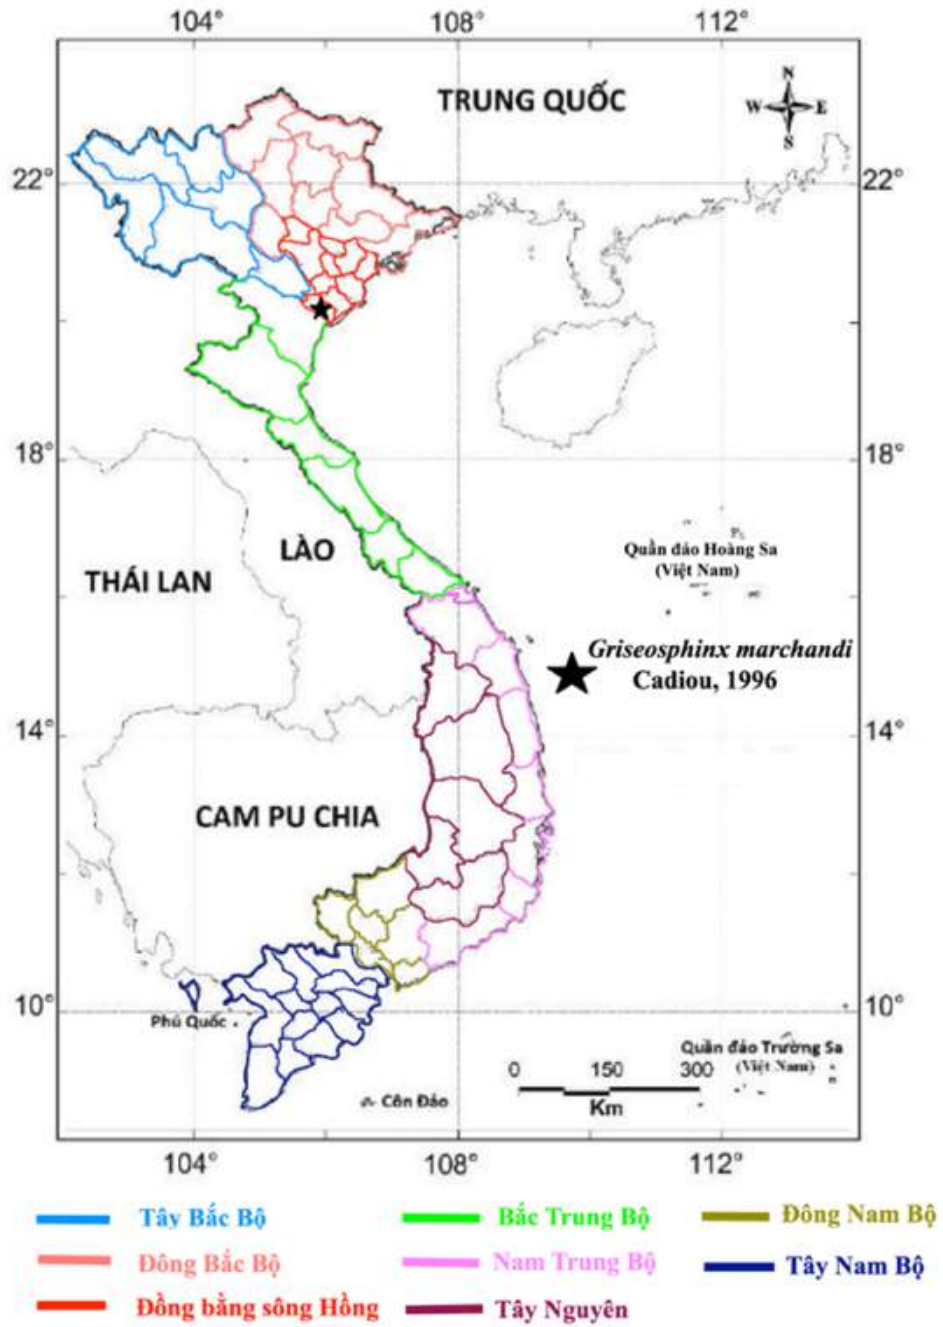 104° 108° 112°
N
TRUNG QUỐC
W E
S
22° 22°
18° 18°
LÀO
Quần đảo Hoàng Sa
(Việt Nam)
THÁI LAN
Griseosphinx marchandi
Cadiou, 1996
14° 14°
CAM PU CHIA
10° 10°
Phú Quốc
Quần đảo Trường Sa
(Việt Nam)
0 150 300
Km
Côn Đảo
104° 108° 112°
Tây Bắc Bộ Bắc Trung Bộ Đông Nam Bộ
Đông Bắc Bộ Nam Trung Bộ Tây Nam Bộ
Đồng bằng sông Hồng Tây Nguyên